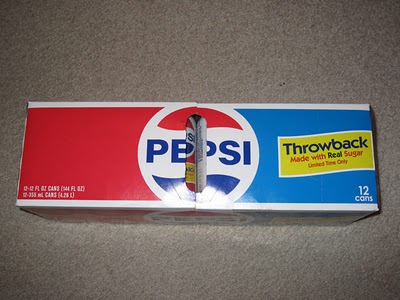 PEPSI
Throwback
Made with Real Sugar
Limited Time Only
12-12 FL OZ CANS (144 FL OZ)
12-355 mL CANS (4.26 L)
12
cans